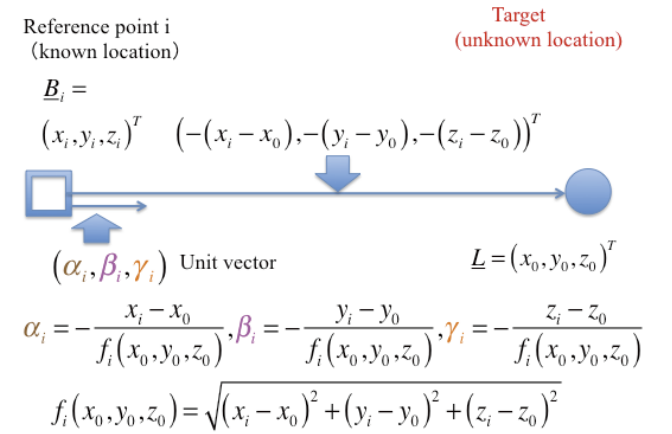 Reference point i
(known location)
Target
(unknown location)
B_i =
(x_i, y_i, z_i)^T
(-(x_i - x_0), -(y_i - y_0), -(z_i - z_0))^T
(α_i, β_i, γ_i) Unit vector
L = (x_0, y_0, z_0)^T
α_i = - (x_i - x_0) / f_i(x_0, y_0, z_0), β_i = - (y_i - y_0) / f_i(x_0, y_0, z_0), γ_i = - (z_i - z_0) / f_i(x_0, y_0, z_0)
f_i(x_0, y_0, z_0) = √((x_i - x_0)^2 + (y_i - y_0)^2 + (z_i - z_0)^2)